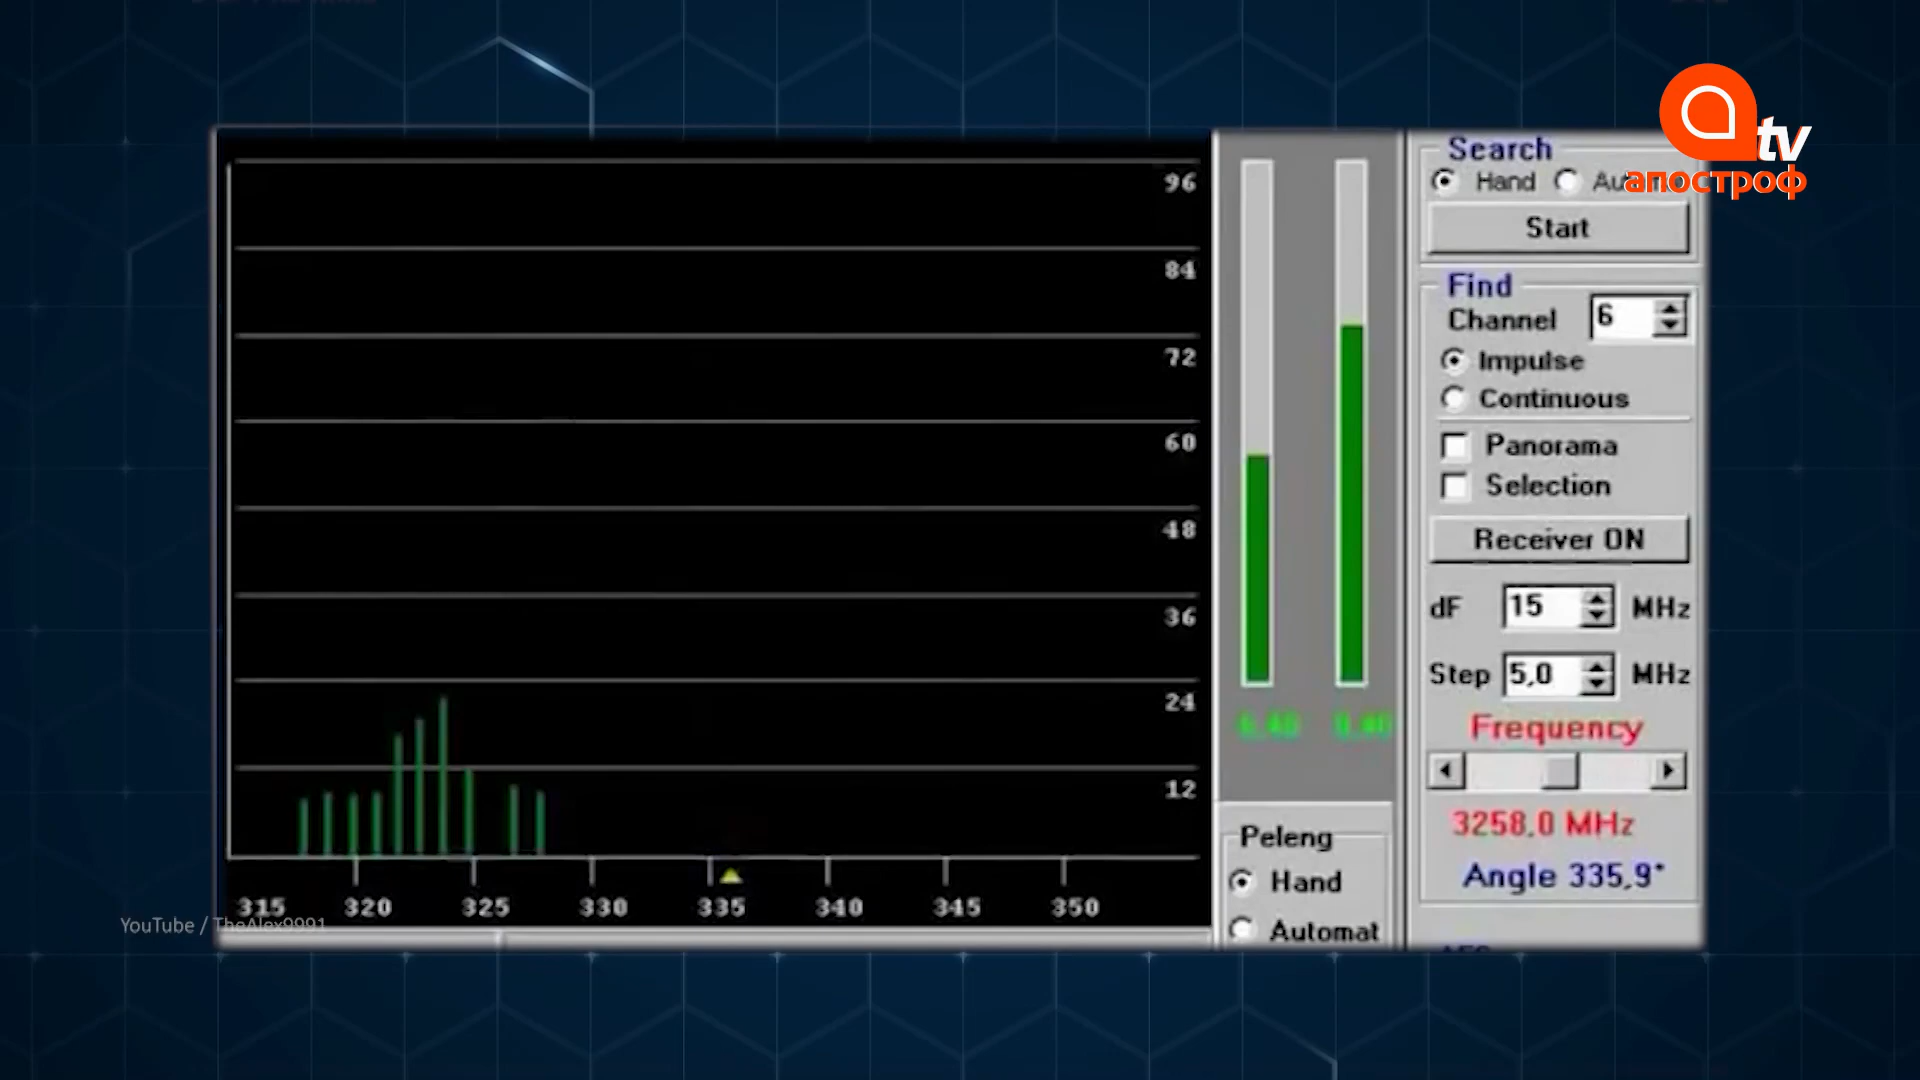 tv
апостроф
96
84
72
60
48
36
24
12
315 320 325 330 335 340 345 350
YouTube / TheAlex9991
Peleng
Hand
Automat
Search
Hand
Start
Find
Channel 6
Impulse
Continuous
Panorama
Selection
Receiver ON
dF 15 MHz
Step 5,0 MHz
Frequency
3258,0 MHz
Angle 335,9°